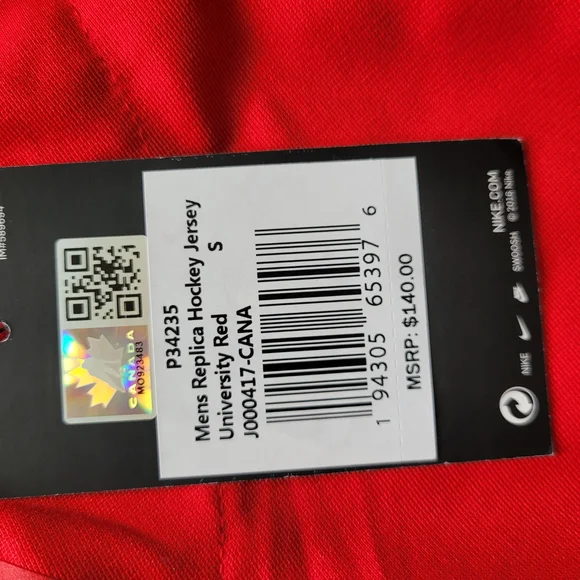 P34235
Mens Replica Hockey Jersey
University Red S
J000417-CANA
1 94305 65397 6
MSRP: $140.00
CANADA
MO923483
NIKE.COM
SWOOSH © 2016 Nike
NIKE